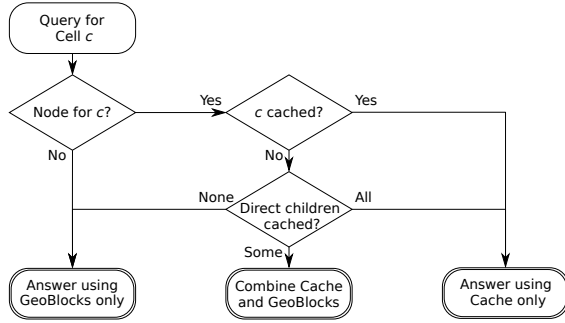 Query for
Cell c
Node for c?
Yes
c cached?
Yes
No
No
None
Direct children
cached?
All
Some
Answer using
GeoBlocks only
Combine Cache
and GeoBlocks
Answer using
Cache only